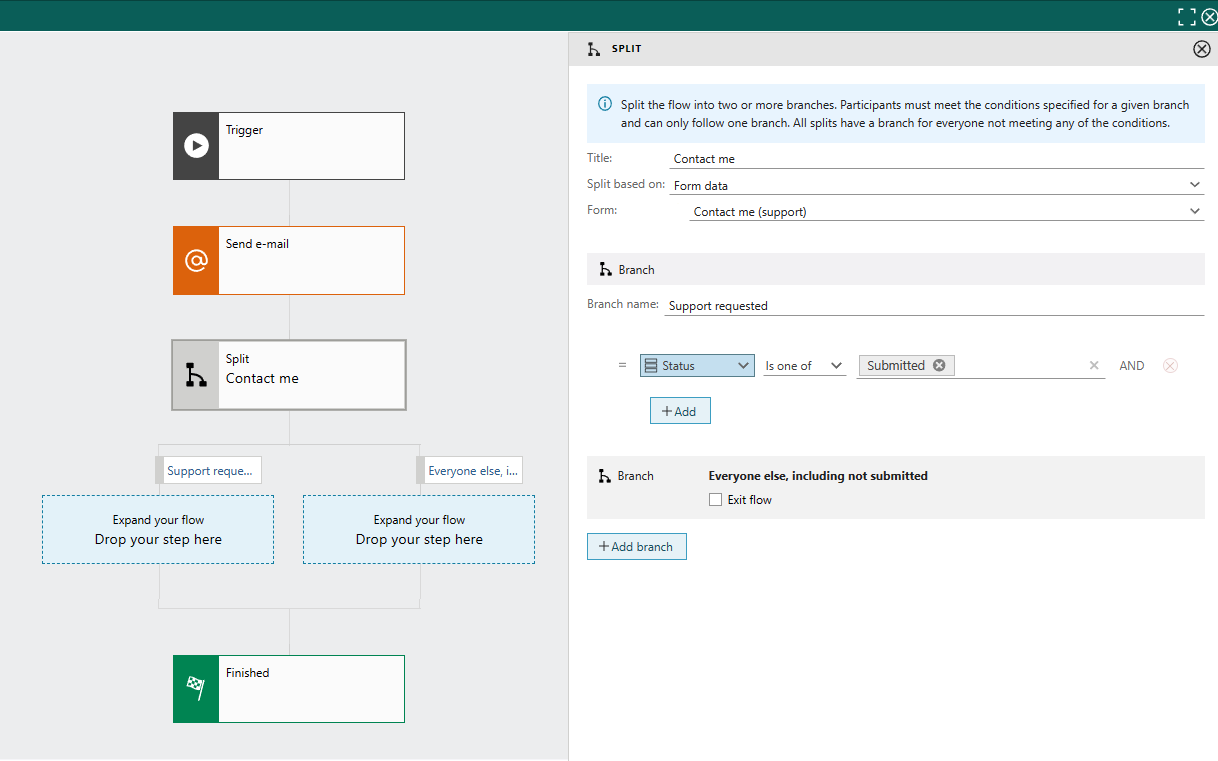 Trigger
Send e-mail
Split
Contact me
Support reque...
Everyone else, i...
Expand your flow
Drop your step here
Expand your flow
Drop your step here
Finished
SPLIT
Split the flow into two or more branches. Participants must meet the conditions specified for a given branch
and can only follow one branch. All splits have a branch for everyone not meeting any of the conditions.
Title: Contact me
Split based on: Form data
Form: Contact me (support)
Branch
Branch name: Support requested
= Status Is one of Submitted AND
+ Add
Branch Everyone else, including not submitted
Exit flow
+ Add branch